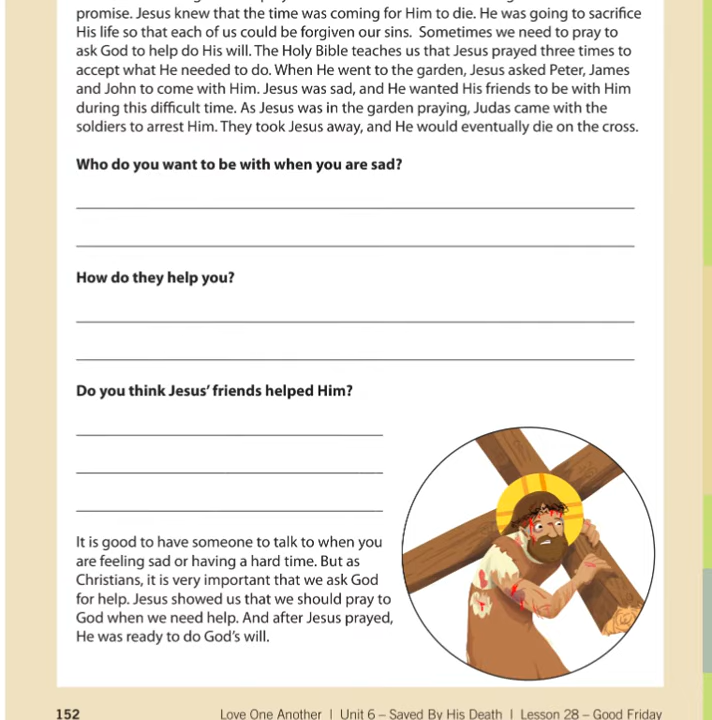 promise. Jesus knew that the time was coming for Him to die. He was going to sacrifice
His life so that each of us could be forgiven our sins.  Sometimes we need to pray to
ask God to help do His will. The Holy Bible teaches us that Jesus prayed three times to
accept what He needed to do. When He went to the garden, Jesus asked Peter, James
and John to come with Him. Jesus was sad, and He wanted His friends to be with Him
during this difficult time. As Jesus was in the garden praying, Judas came with the
soldiers to arrest Him. They took Jesus away, and He would eventually die on the cross.
Who do you want to be with when you are sad?
How do they help you?
Do you think Jesus' friends helped Him?
It is good to have someone to talk to when you
are feeling sad or having a hard time. But as
Christians, it is very important that we ask God
for help. Jesus showed us that we should pray to
God when we need help. And after Jesus prayed,
He was ready to do God's will.
152 Love One Another | Unit 6 – Saved By His Death | Lesson 28 – Good Friday